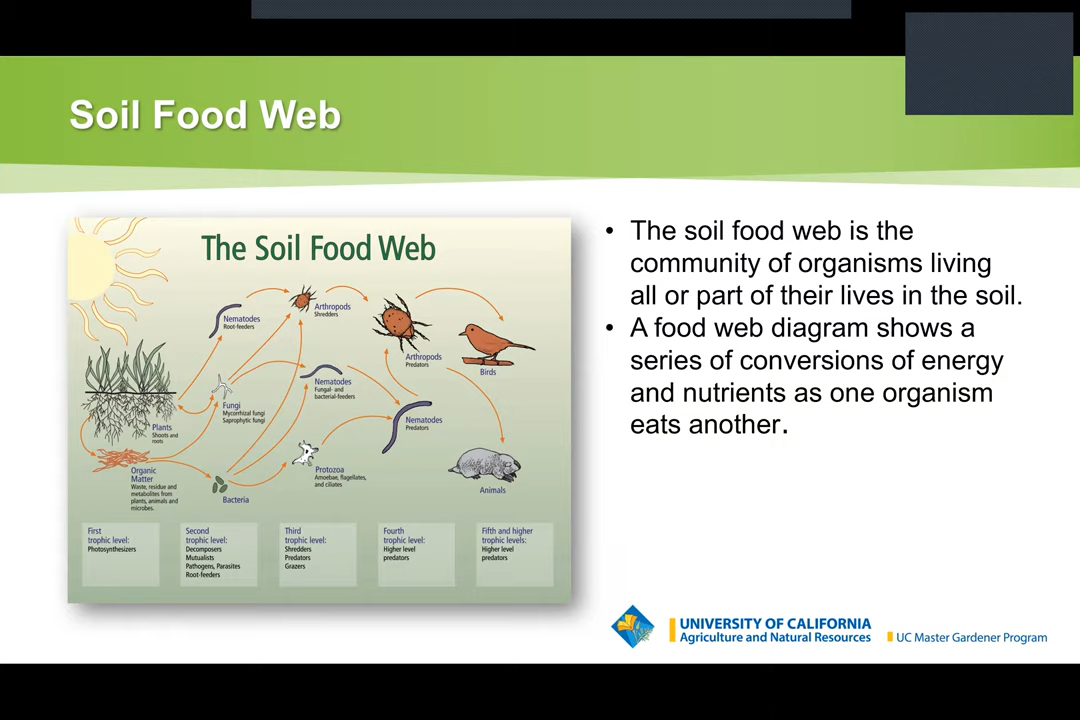 Soil Food Web
The Soil Food Web
Nematodes
Root-feeders
Arthropods
Shredders
Arthropods
Predators
Birds
Nematodes
Fungal- and
bacterial-feeders
Fungi
Mycorrhizal fungi
Saprophytic fungi
Nematodes
Predators
Plants
Shoots and
roots
Organic
Matter
Waste, residue and
metabolites from
plants, animals and
microbes.
Bacteria
Protozoa
Amoebae, flagellates,
and ciliates
Animals
First
trophic level:
Photosynthesizers
Second
trophic level:
Decomposers
Mutualists
Pathogens, Parasites
Root-feeders
Third
trophic level:
Shredders
Predators
Grazers
Fourth
trophic level:
Higher level
predators
Fifth and higher
trophic levels:
Higher level
predators
• The soil food web is the
community of organisms living
all or part of their lives in the soil.
• A food web diagram shows a
series of conversions of energy
and nutrients as one organism
eats another.
UNIVERSITY OF CALIFORNIA
Agriculture and Natural Resources
UC Master Gardener Program